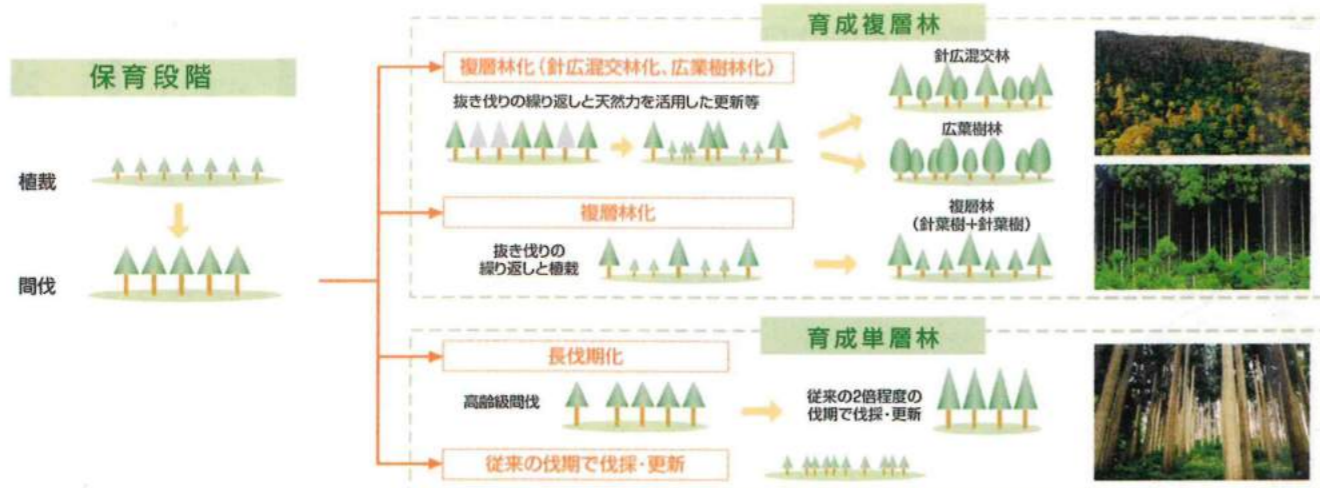 保育段階
植裁
間伐
育成複層林
複層林化(針広混交林化、広業樹林化)
抜き伐りの繰り返しと天然力を活用した更新等
針広混交林
広葉樹林
複層林化
抜き伐りの
繰り返しと植栽
複層林
(針葉樹+針葉樹)
育成単層林
長伐期化
高齢級間伐
従来の2倍程度の
伐期で伐採・更新
従来の伐期で伐採・更新